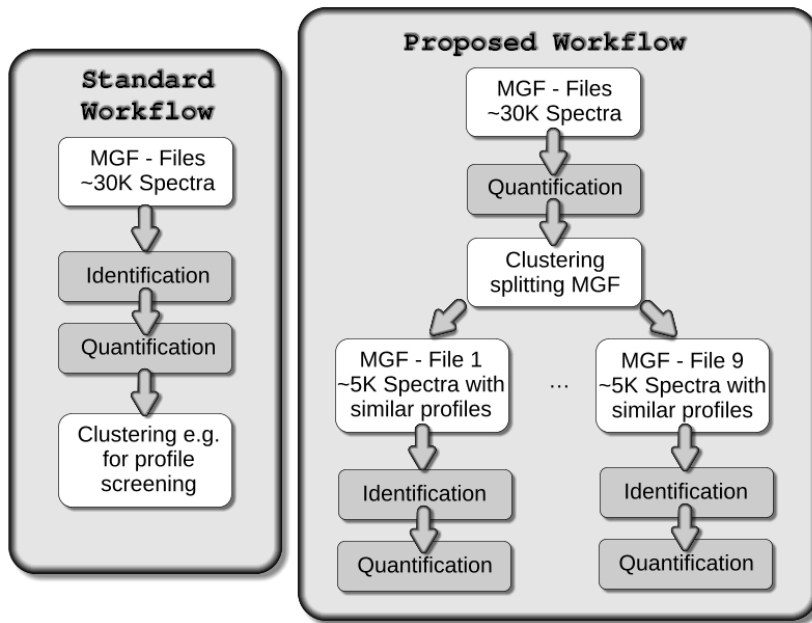 Standard
Workflow
MGF - Files
~30K Spectra
Identification
Quantification
Clustering e.g.
for profile
screening
Proposed Workflow
MGF - Files
~30K Spectra
Quantification
Clustering
splitting MGF
MGF - File 1
~5K Spectra with
similar profiles
...
MGF - File 9
~5K Spectra with
similar profiles
Identification
Quantification
Identification
Quantification